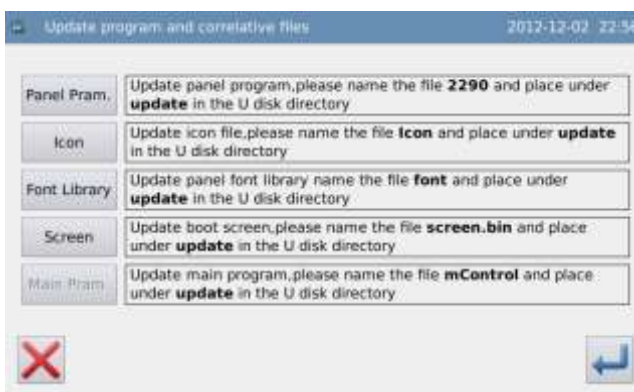 Update program and correlative files 2012-12-02 22:56
Panel Pram.
Update panel program,please name the file 2290 and place under
update in the U disk directory
Icon
Update icon file,please name the file Icon and place under update
in the U disk directory
Font Library
Update panel font library name the file font and place under
update in the U disk directory
Screen
Update boot screen,please name the file screen.bin and place
under update in the U disk directory
Main Pram.
Update main program,please name the file mControl and place
under update in the U disk directory